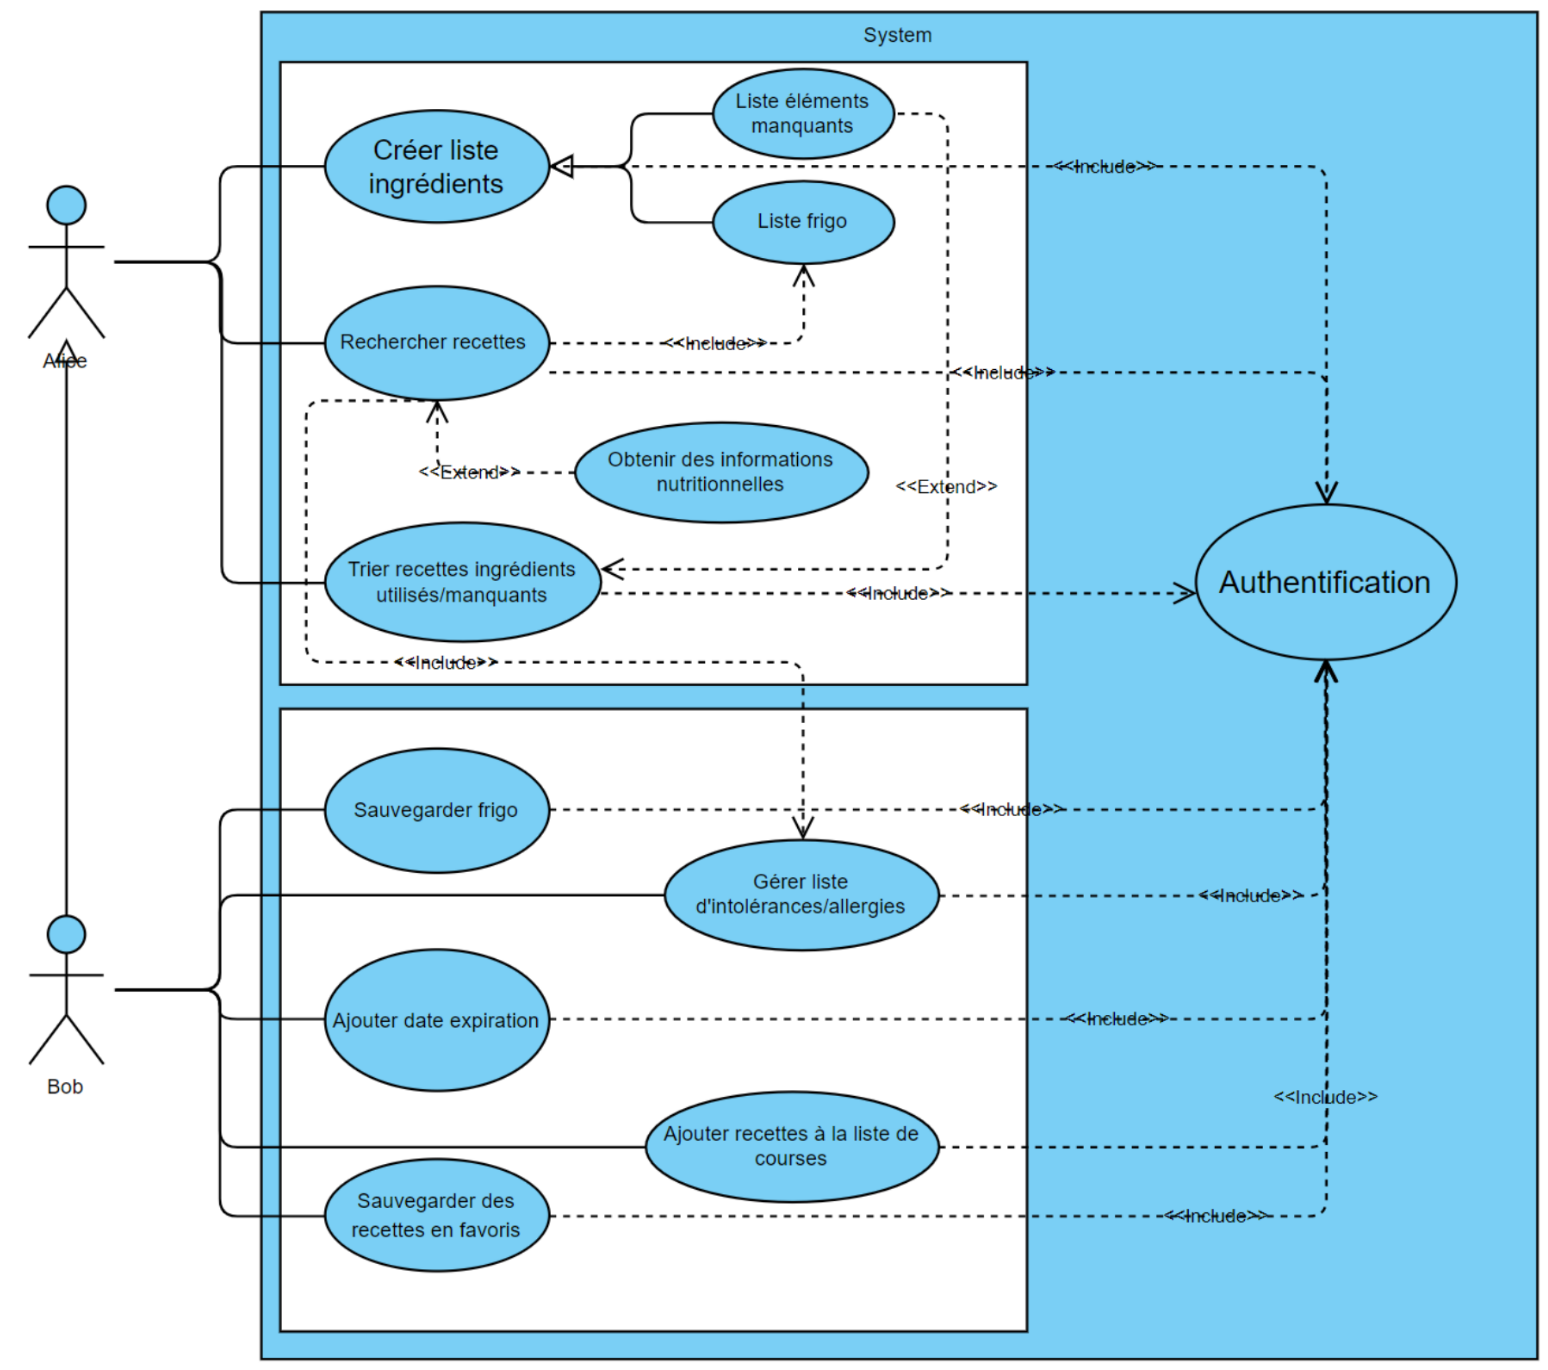 System
Liste éléments
manquants
Créer liste
ingrédients
<<Include>>
Liste frigo
Rechercher recettes
<<Include>>
Alice
<<Include>>
Obtenir des informations
nutritionnelles
<<Extend>>
<<Extend>>
Trier recettes ingrédients
utilisés/manquants
<<Include>>
Authentification
<<Include>>
Sauvegarder frigo
<<Include>>
Gérer liste
d'intolérances/allergies
<<Include>>
Ajouter date expiration
<<Include>>
Bob
<<Include>>
Ajouter recettes à la liste de
courses
Sauvegarder des
recettes en favoris
<<Include>>